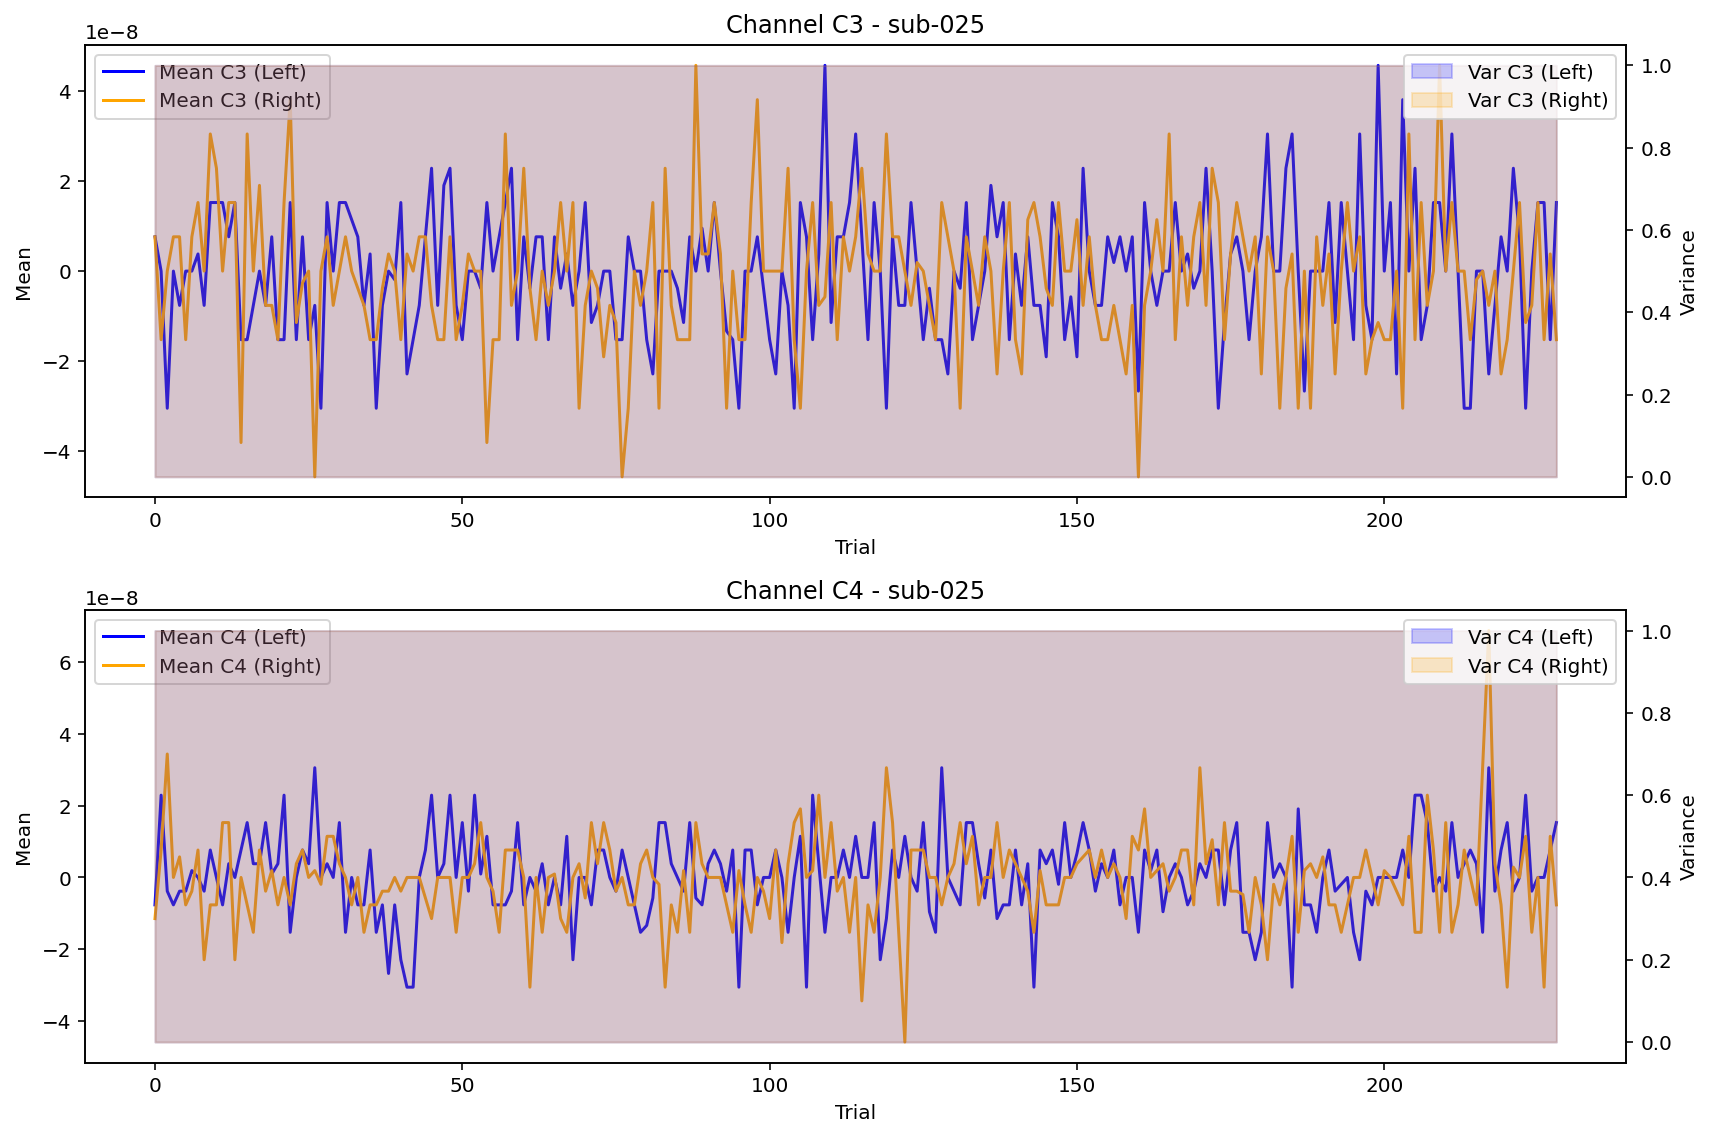 Channel C3 - sub-025
1e−8
Mean C3 (Left)
Mean C3 (Right)
Var C3 (Left)
Var C3 (Right)
4
2
0
−2
−4
Mean
1.0
0.8
0.6
0.4
0.2
0.0
Variance
0 50 100 150 200
Trial
Channel C4 - sub-025
1e−8
Mean C4 (Left)
Mean C4 (Right)
Var C4 (Left)
Var C4 (Right)
6
4
2
0
−2
−4
Mean
1.0
0.8
0.6
0.4
0.2
0.0
Variance
0 50 100 150 200
Trial